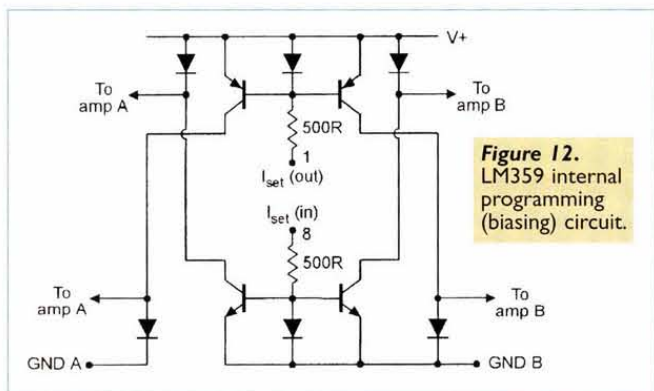 V+
To
amp A
To
amp B
500R
1
Iset (out)
Iset (in)
8
500R
To
amp A
To
amp B
GND A
GND B
Figure 12.
LM359 internal
programming
(biasing) circuit.